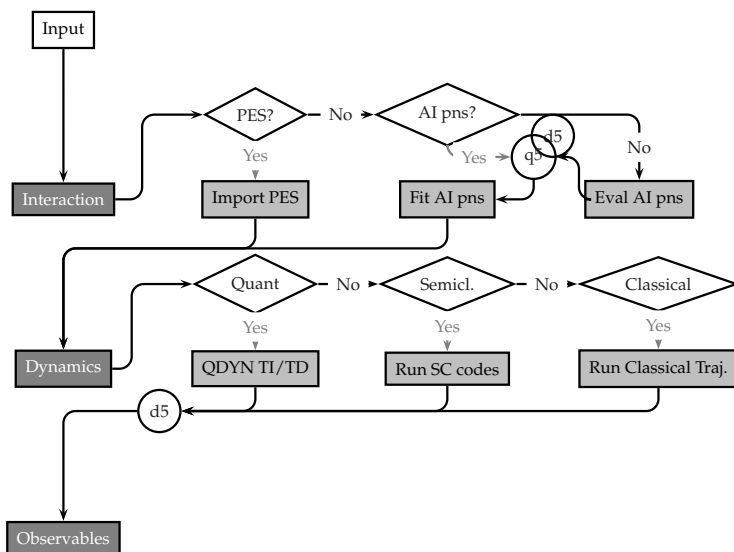 Input
PES?
No
AI pns?
d5
No
Yes
Yes
q5
Interaction
Import PES
Fit AI pns
Eval AI pns
Quant
No
Semicl.
No
Classical
Yes
Yes
Yes
Dynamics
QDYN TI/TD
Run SC codes
Run Classical Traj.
d5
Observables